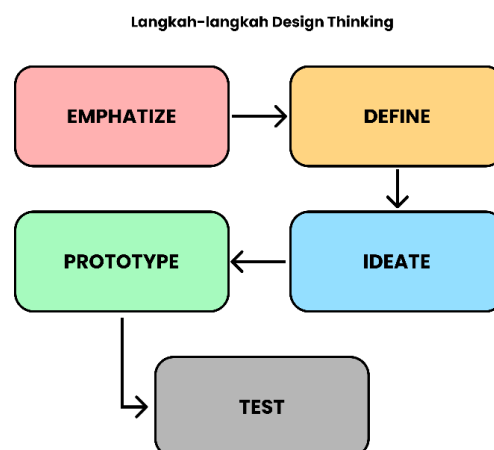 Langkah-langkah Design Thinking
EMPHATIZE
DEFINE
PROTOTYPE
IDEATE
TEST